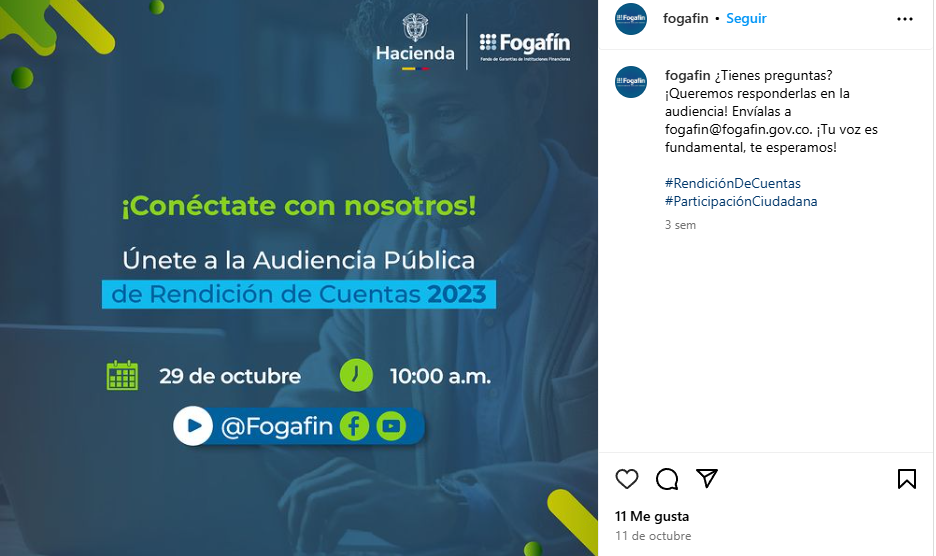 Hacienda
Fogafín
Fondo de Garantías de Instituciones Financieras
¡Conéctate con nosotros!
Únete a la Audiencia Pública
de Rendición de Cuentas 2023
29 de octubre
10:00 a.m.
@Fogafin
Fogafín
fogafin • Seguir
Fogafín
fogafin ¿Tienes preguntas?
¡Queremos responderlas en la
audiencia! Envíalas a
fogafin@fogafin.gov.co. ¡Tu voz es
fundamental, te esperamos!
#RendiciónDeCuentas
#ParticipaciónCiudadana
3 sem
11 Me gusta
11 de octubre